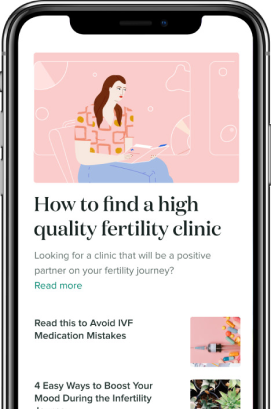 How to find a high
quality fertility clinic
Looking for a clinic that will be a positive
partner on your fertility journey?
Read more
Read this to Avoid IVF
Medication Mistakes
4 Easy Ways to Boost Your
Mood During the Infertility